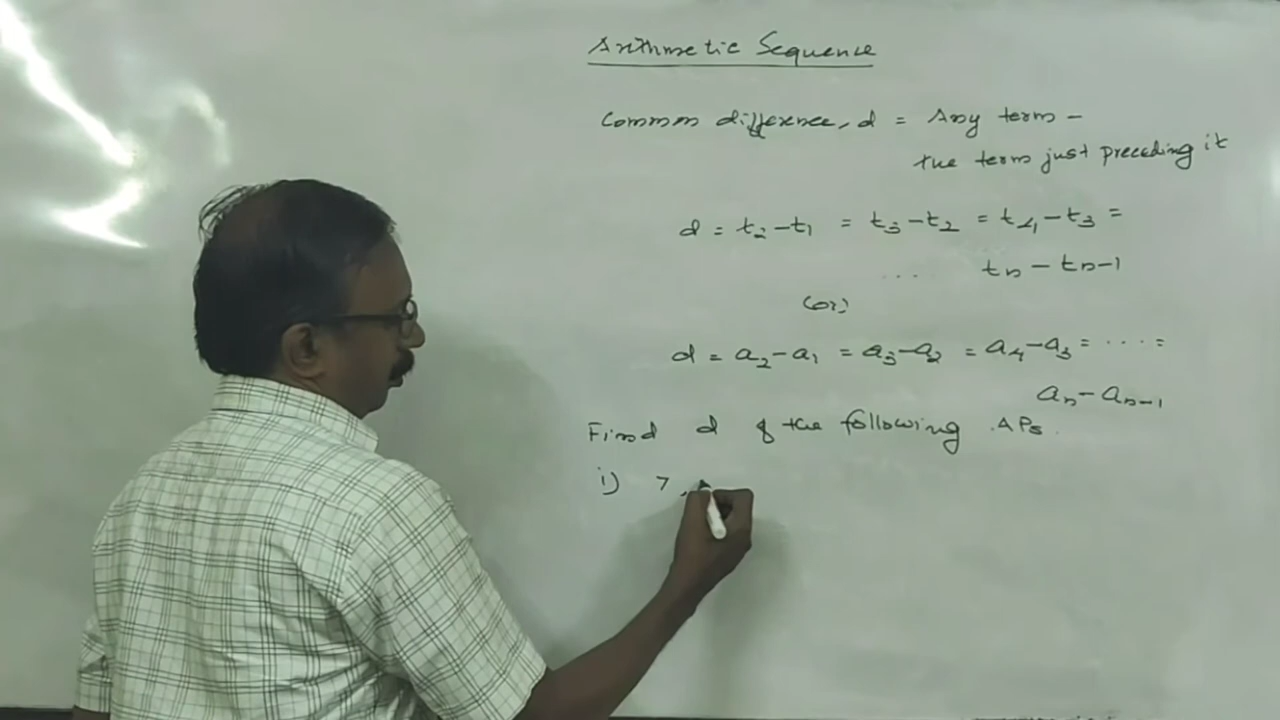 Arithmetic Sequence
Common difference, d = Any term -
the term just preceding it
d = t₂-t₁ = t₃-t₂ = t₄-t₃ =
... tₙ - tₙ₋₁
(or)
d = a₂-a₁ = a₃-a₂ = a₄-a₃ = .... =
aₙ - aₙ₋₁
Find d of the following APs.
i) 7,